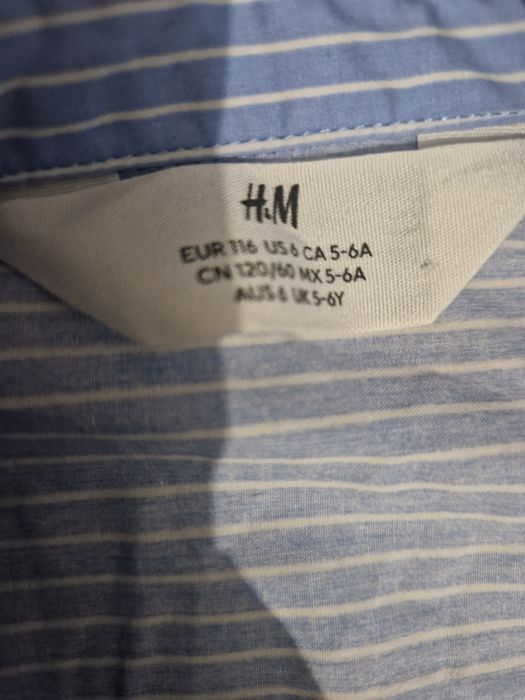 H&M
EUR 116 US 6 CA 5-6A
CN 120/60 MX 5-6A
AUS 6 UK 5-6Y